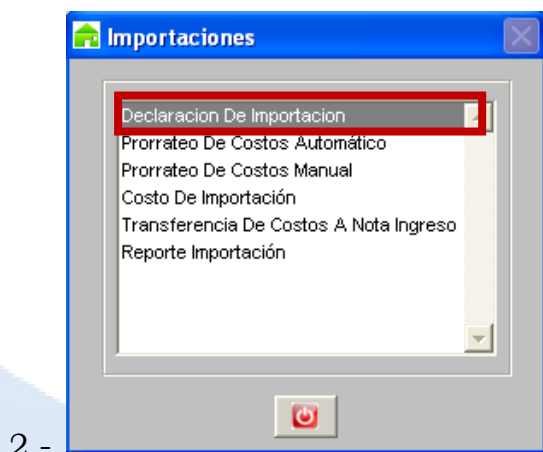 Importaciones
Declaracion De Importacion
Prorrateo De Costos Automático
Prorrateo De Costos Manual
Costo De Importación
Transferencia De Costos A Nota Ingreso
Reporte Importación
2 -